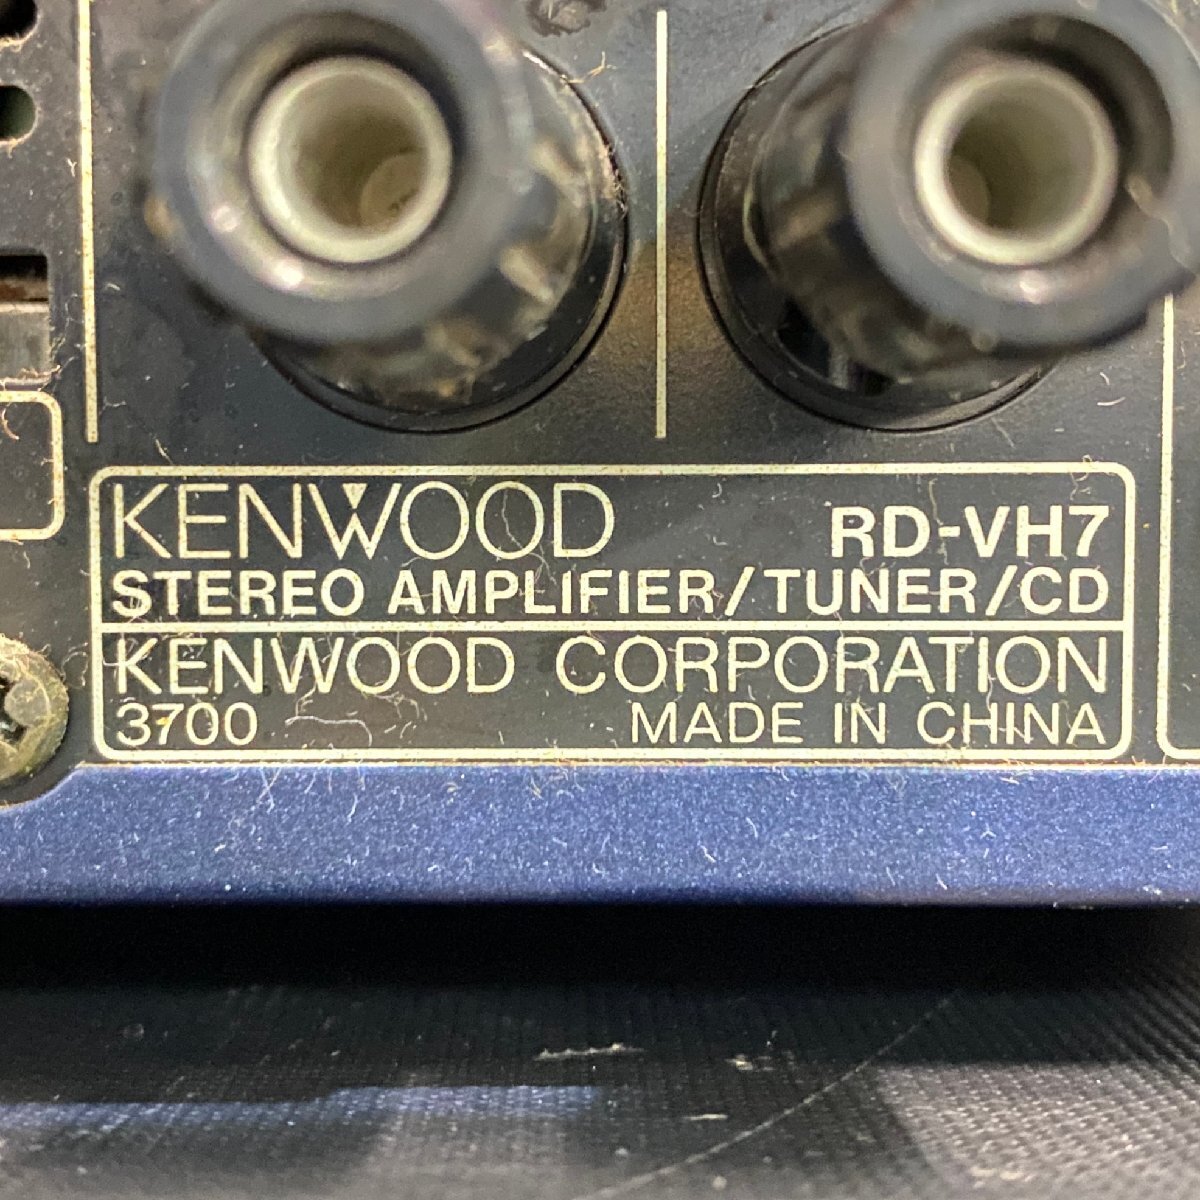 KENWOOD RD-VH7
STEREO AMPLIFIER/TUNER/CD
KENWOOD CORPORATION
3700 MADE IN CHINA